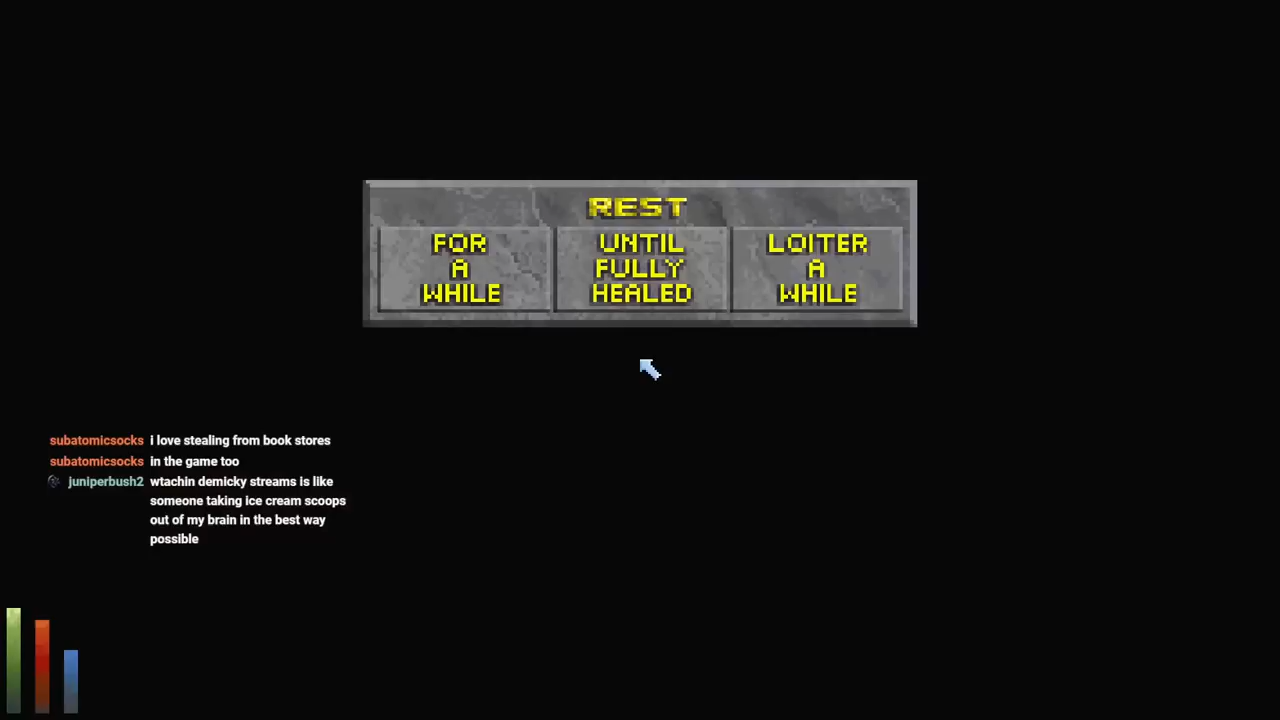 REST
FOR
A
WHILE
UNTIL
FULLY
HEALED
LOITER
A
WHILE
subatomicsocks i love stealing from book stores
subatomicsocks in the game too
juniperbush2 wtachin demicky streams is like
someone taking ice cream scoops
out of my brain in the best way
possible